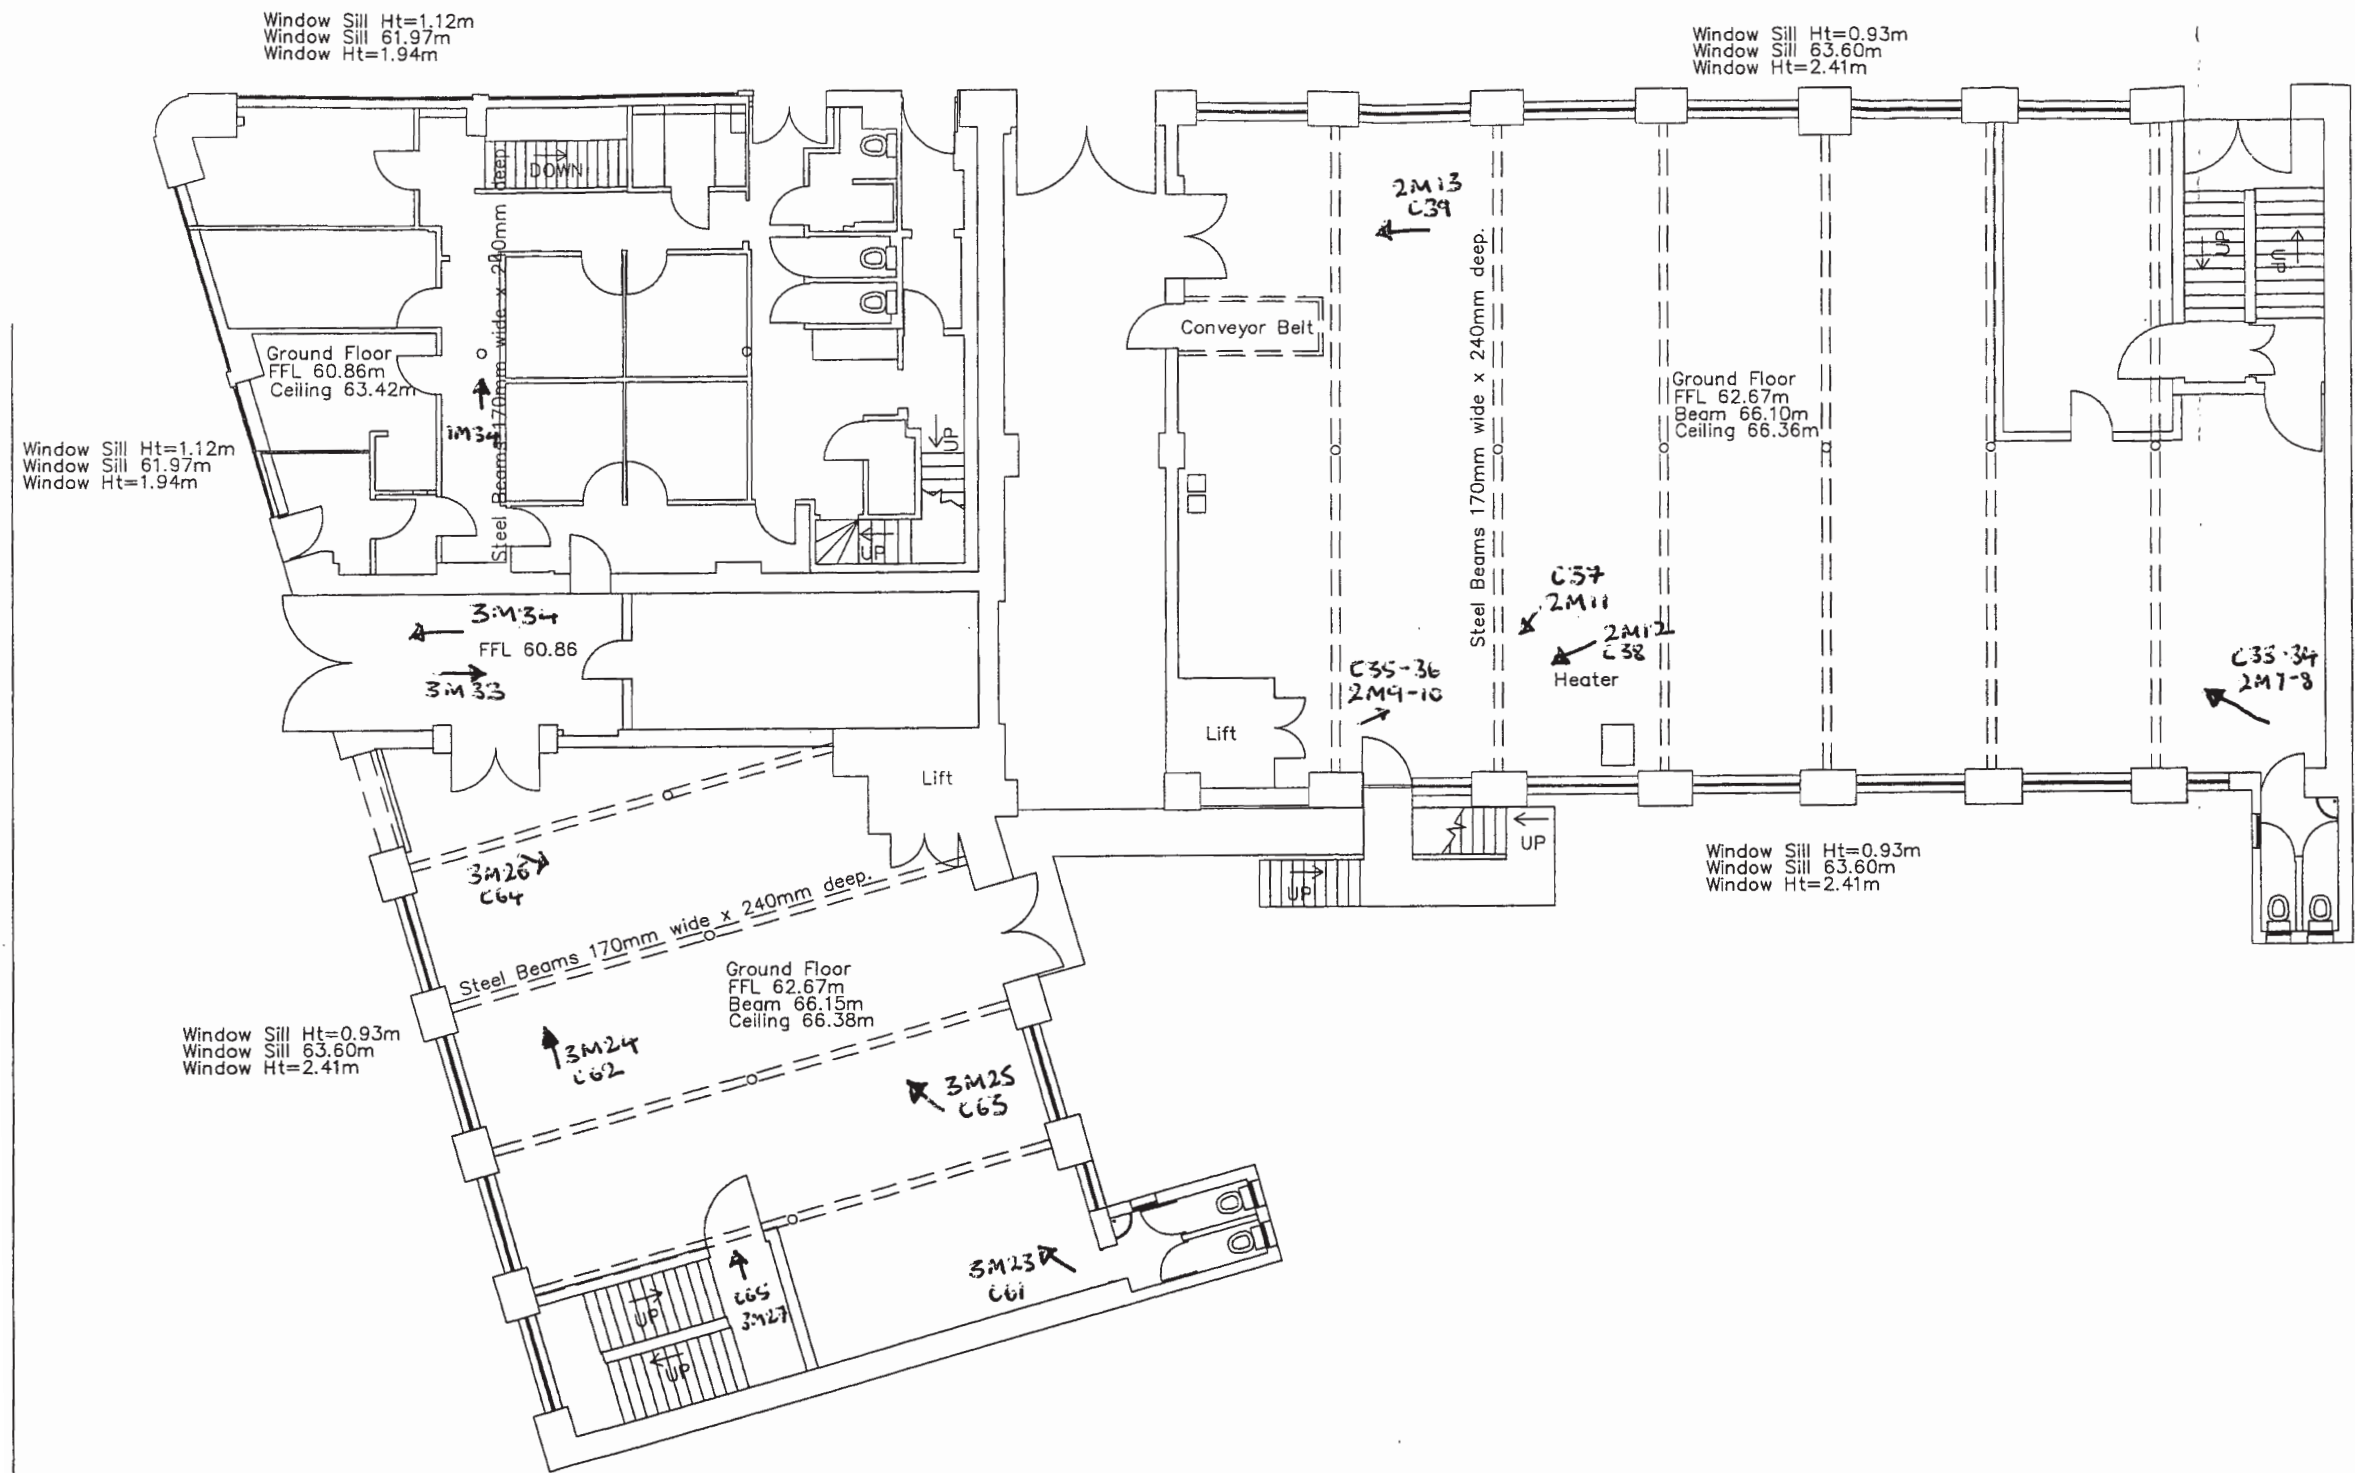 Window Sill Ht=1.12m
Window Sill 61.97m
Window Ht=1.94m
Window Sill Ht=0.93m
Window Sill 63.60m
Window Ht=2.41m
DOWN
Steel Beams 170mm wide x 240mm deep.
2M13
C39
UP
UP
Conveyor Belt
Ground Floor
FFL 60.86m
Ceiling 63.42m
1M34
Steel Beams 170mm wide x 240mm deep.
Ground Floor
FFL 62.67m
Beam 66.10m
Ceiling 66.36m
Window Sill Ht=1.12m
Window Sill 61.97m
Window Ht=1.94m
UP
UP
C37
2M11
3M34
FFL 60.86
3M33
2M12
C38
Heater
C35-36
2M9-10
C33-34
2M7-8
Lift
Lift
UP
UP
Window Sill Ht=0.93m
Window Sill 63.60m
Window Ht=2.41m
3M26
C64
Steel Beams 170mm wide x 240mm deep.
Ground Floor
FFL 62.67m
Beam 66.15m
Ceiling 66.38m
Window Sill Ht=0.93m
Window Sill 63.60m
Window Ht=2.41m
3M24
C62
3M25
C63
3M23
C61
C65
3M27
UP
UP